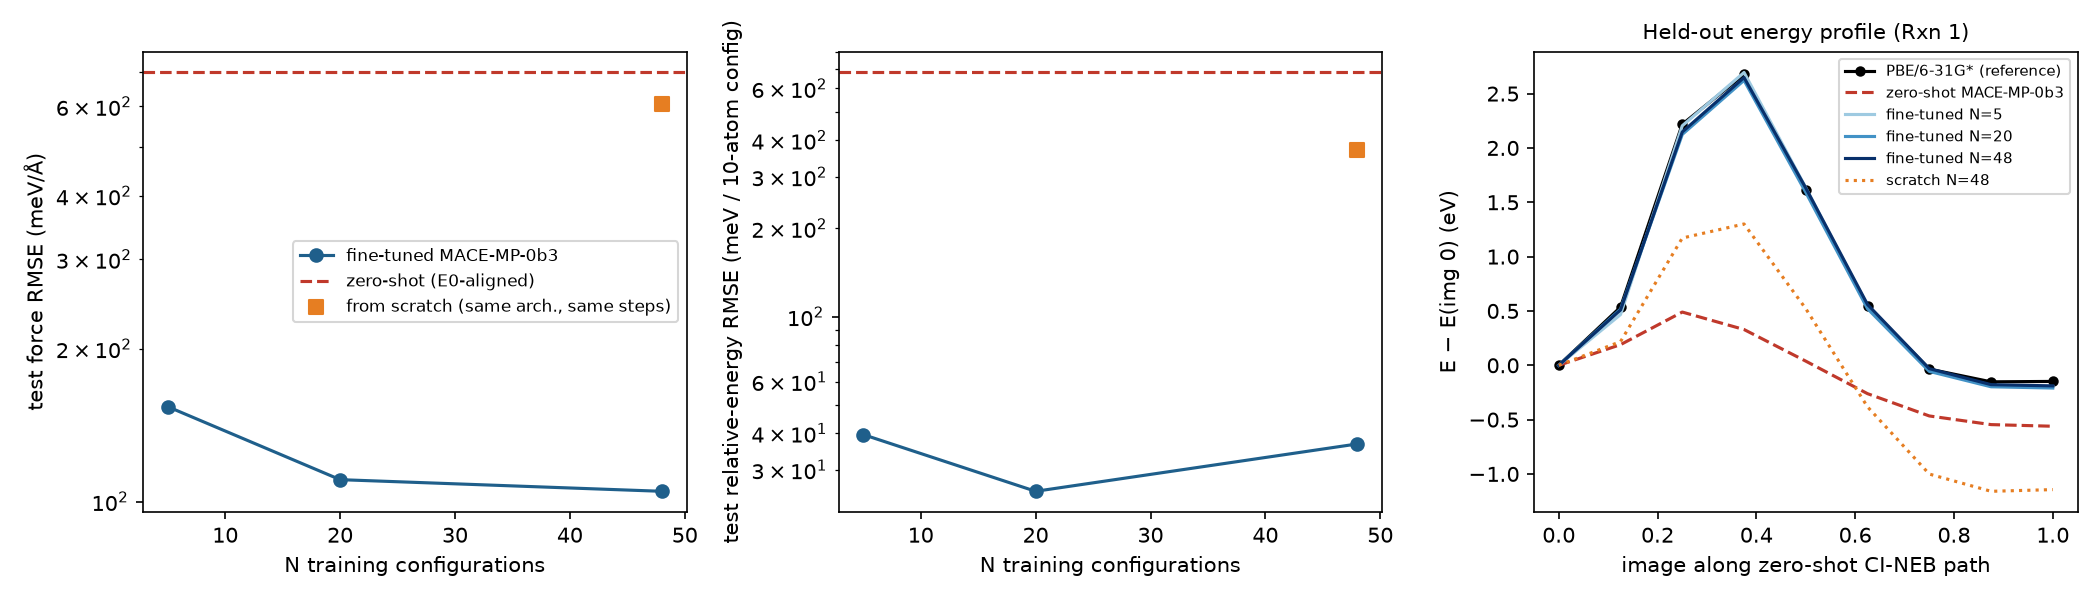 test force RMSE (meV/Å)
6 × 10²
4 × 10²
3 × 10²
2 × 10²
10²
fine-tuned MACE-MP-0b3
zero-shot (E0-aligned)
from scratch (same arch., same steps)
10
20
30
40
50
N training configurations
test relative-energy RMSE (meV / 10-atom config)
6 × 10²
4 × 10²
3 × 10²
2 × 10²
10²
6 × 10¹
4 × 10¹
3 × 10¹
10
20
30
40
50
N training configurations
Held-out energy profile (Rxn 1)
E − E(img 0) (eV)
2.5
2.0
1.5
1.0
0.5
0.0
−0.5
−1.0
PBE/6-31G* (reference)
zero-shot MACE-MP-0b3
fine-tuned N=5
fine-tuned N=20
fine-tuned N=48
scratch N=48
0.0
0.2
0.4
0.6
0.8
1.0
image along zero-shot CI-NEB path